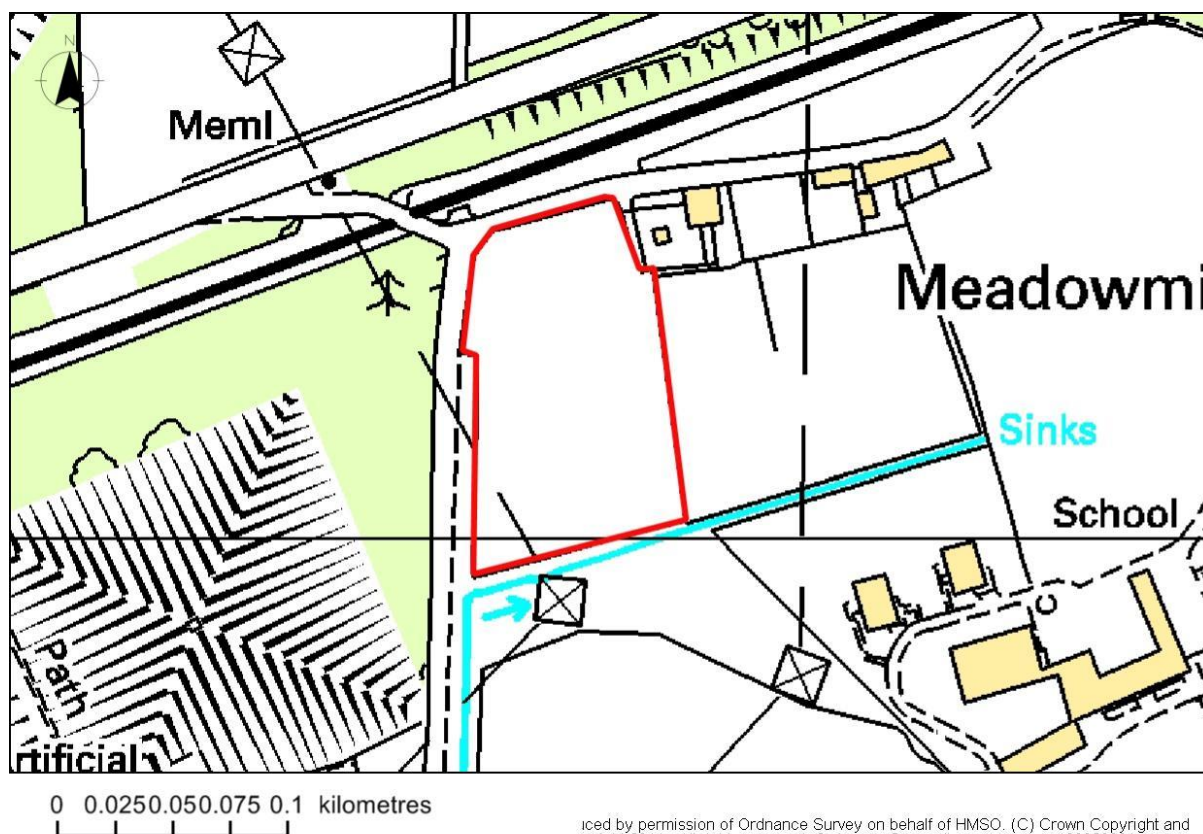 N
Meml
Meadowmi
Sinks
School
Path
rtificial
0 0.0250.050.075 0.1 kilometres
iced by permission of Ordnance Survey on behalf of HMSO. (C) Crown Copyright and